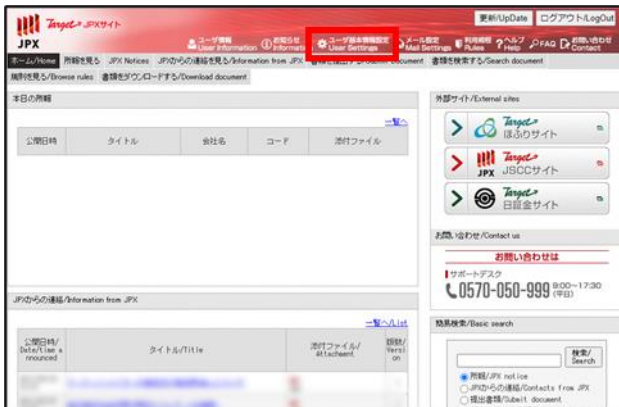 Target JPXサイト
JPX
更新/UpDate
ログアウト/LogOut
ユーザ情報
User Information
お知らせ
Informati
ユーザ基本情報設定
User Settings
メール設定
Mail Settings
利用規程
Rules
ヘルプ
Help
FAQ
お問い合わせ
Contact
ホーム/Home
所報を見る JPX Notices
JPXからの連絡を見る/Information from JPX
書類を検索する/Search document
規則を見る/Browse rules
書類をダウンロードする/Download document
本日の所報
一覧へ
公開日時
タイトル
会社名
コード
添付ファイル
JPXからの連絡/Information from JPX
一覧へ/List
公開日時/
Date/time a
nnounced
タイトル/Title
添付ファイル/
Attachment
版数/
Versi
on
外部サイト/External sites
Target
ほふりサイト
JPX
Target
JSCCサイト
Target
日証金サイト
お問い合わせ/Contact us
お問い合わせは
サポートデスク
0570-050-999
9:00~17:30
(平日)
簡易検索/Basic search
検索/
Search
所報/JPX notice
JPXからの連絡/Contacts from JPX
提出書類/Submit document